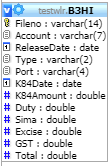 testwlr.B3HI
Fileno : varchar(14)
Account : varchar(7)
ReleaseDate : date
Type : varchar(2)
Port : varchar(4)
K84Date : date
K84Amount : double
Duty : double
Sima : double
Excise : double
GST : double
Total : double